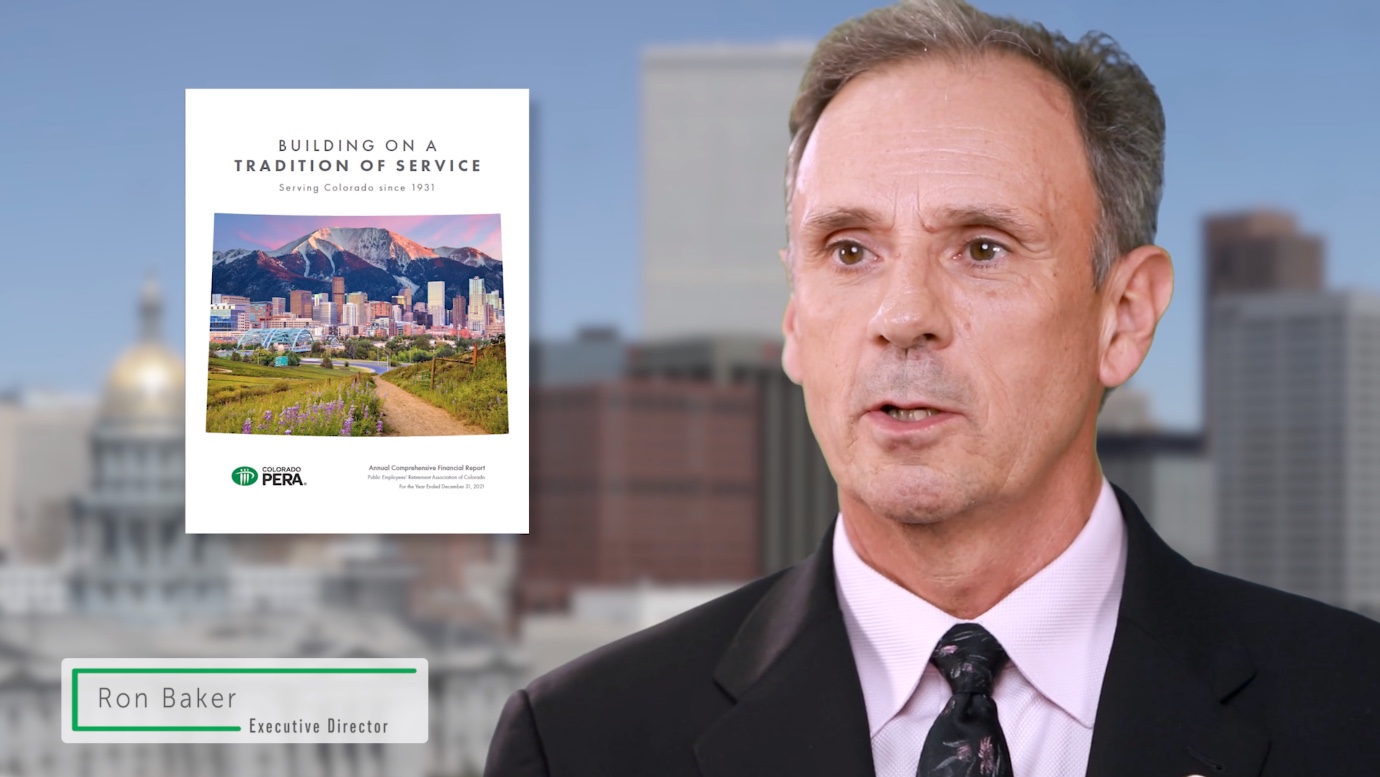 BUILDING ON A
TRADITION OF SERVICE
Serving Colorado since 1931
COLORADO
PERA
Annual Comprehensive Financial Report
Public Employees' Retirement Association of Colorado
For the Year Ended December 31, 2021
Ron Baker
Executive Director